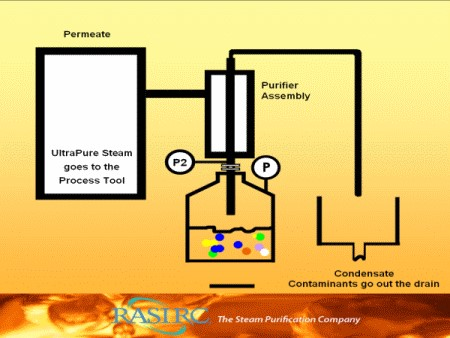 Permeate
UltraPure Steam
goes to the
Process Tool
Purifier
Assembly
P2
P
Condensate
Contaminants go out the drain
RASIRC
The Steam Purification Company